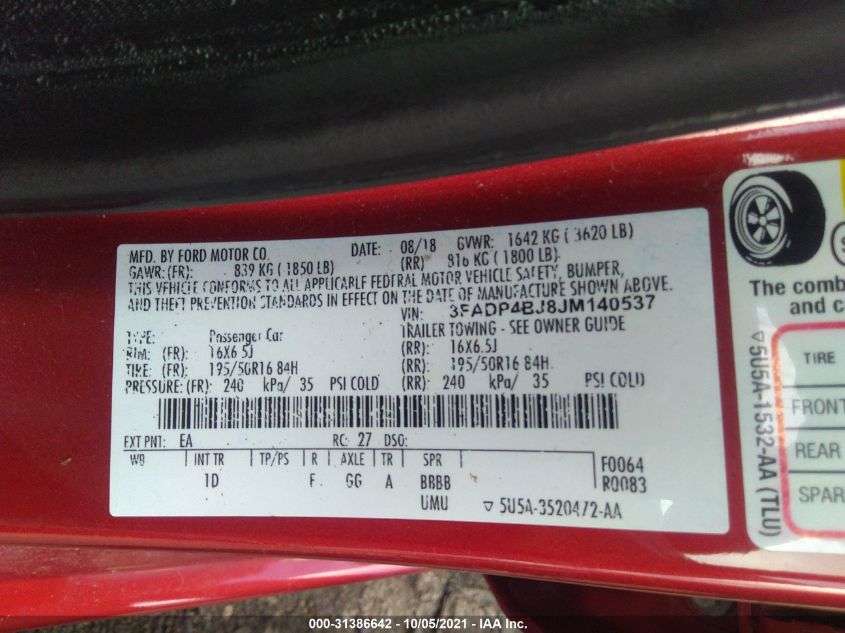 MFD. BY FORD MOTOR CO. DATE: 08/18 GVWR: 1642 KG ( 3620 LB)
GAWR: (FR): 839 KG ( 1850 LB) (RR) 816 KG ( 1800 LB).
THIS VEHICLE CONFORMS TO ALL APPLICABLE FEDERAL MOTOR VEHICLE SAFETY, BUMPER,
AND THEFT PREVENTION STANDARDS IN EFFECT ON THE DATE OF MANUFACTURE SHOWN ABOVE.
VIN: 3FADP4BJ8JM140537
TYPE: Passenger Car TRAILER TOWING - SEE OWNER GUIDE
RIM: (FR): 16X6.5J (RR): 16X6.5J
TIRE: (FR): 195/50R16 84H (RR): 195/50R16 84H
PRESSURE: (FR): 240 kPa/ 35 PSI COLD (RR): 240 kPa/ 35 PSI COLD
EXT PNT: EA RC: 27 DSO:
WB INT TR TP/PS R AXLE TR SPR F0064
1D F GG A BRBB R0083
UMU ▽ 5U5A-3520472-AA
The comb
and c
TIRE
FRONT
REAR
SPAR
▽5U5A-1532-AA (TLU)
000-31386642 - 10/05/2021 - IAA Inc.